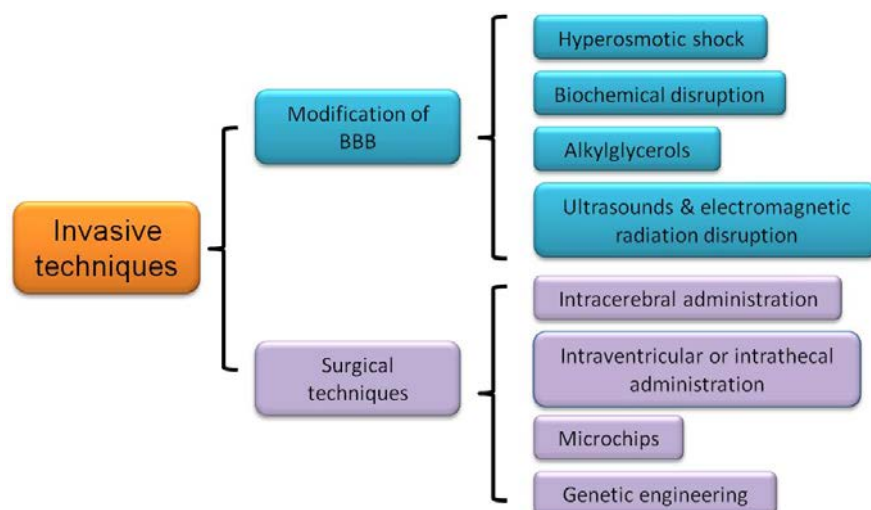 Invasive
techniques
Modification of
BBB
Hyperosmotic shock
Biochemical disruption
Alkylglycerols
Ultrasounds & electromagnetic
radiation disruption
Surgical
techniques
Intracerebral administration
Intraventricular or intrathecal
administration
Microchips
Genetic engineering